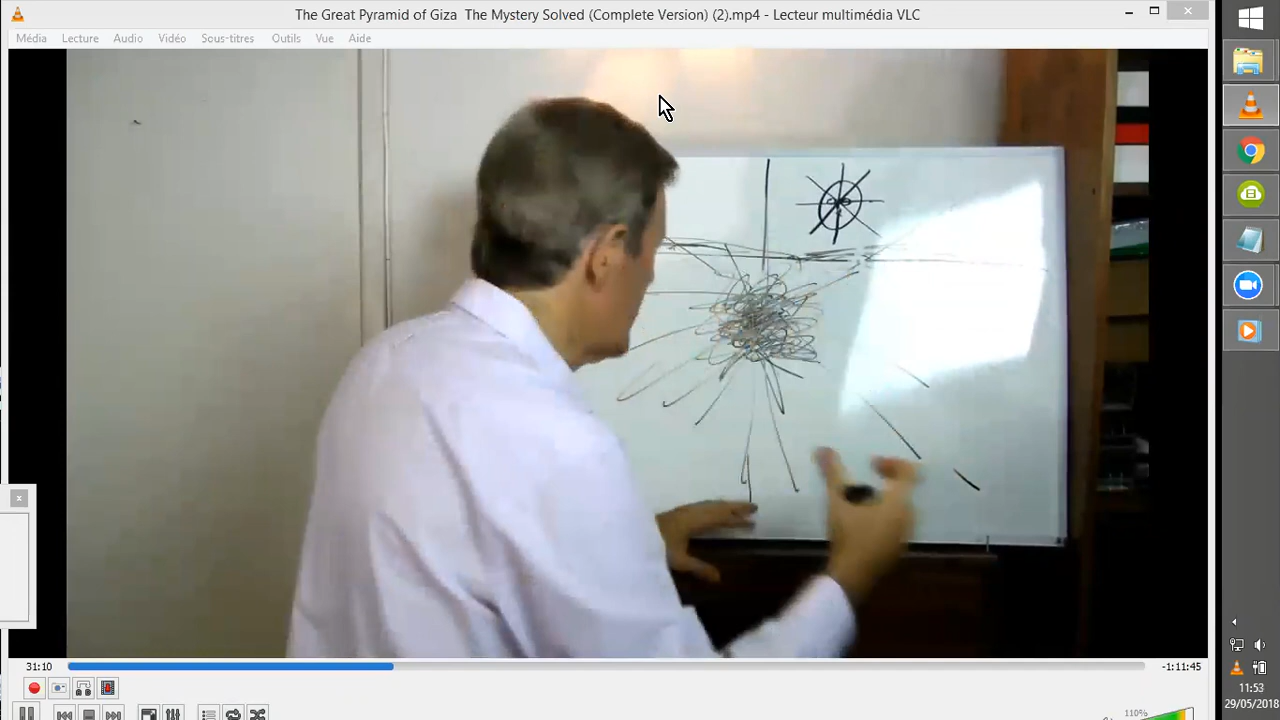 The Great Pyramid of Giza  The Mystery Solved (Complete Version) (2).mp4 - Lecteur multimédia VLC
Média Lecture Audio Vidéo Sous-titres Outils Vue Aide
31:10
-1:11:45
110%
11:53
29/05/2018